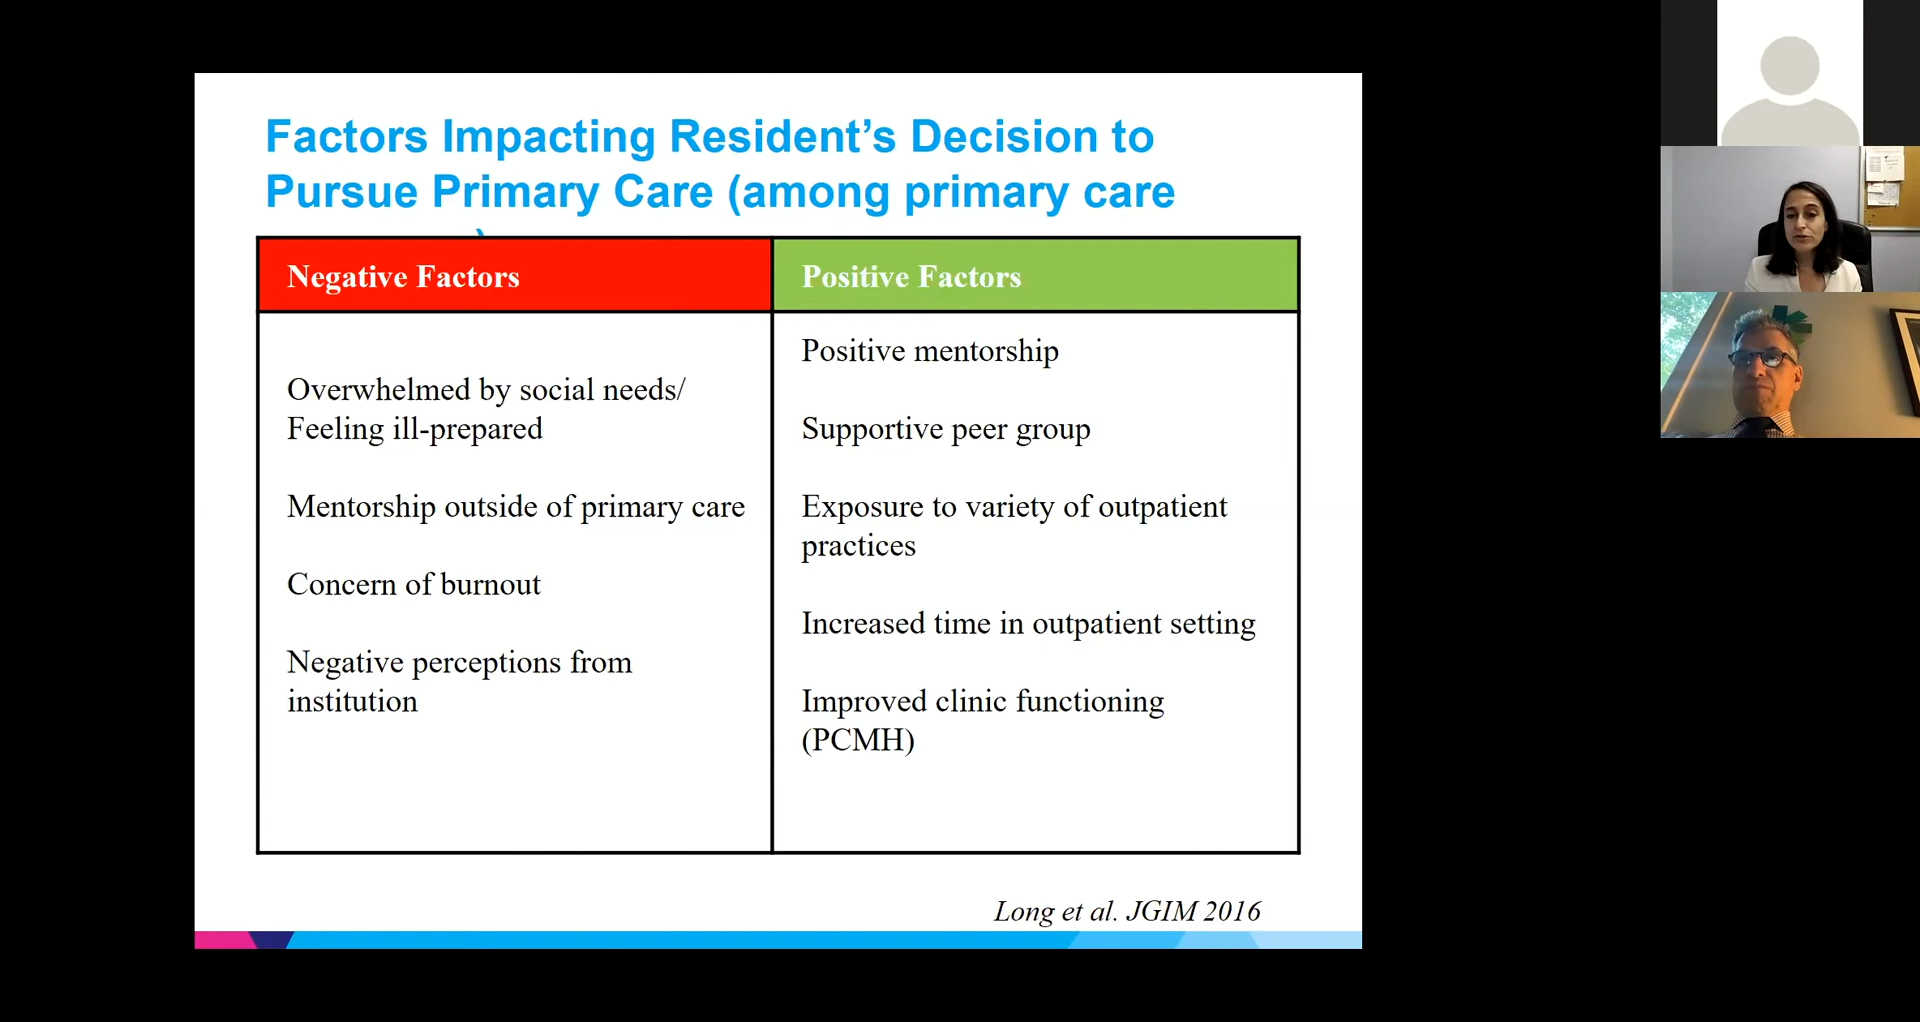 Factors Impacting Resident’s Decision to
Pursue Primary Care (among primary care
Negative Factors
Overwhelmed by social needs/
Feeling ill-prepared
Mentorship outside of primary care
Concern of burnout
Negative perceptions from
institution
Positive Factors
Positive mentorship
Supportive peer group
Exposure to variety of outpatient
practices
Increased time in outpatient setting
Improved clinic functioning
(PCMH)
Long et al. JGIM 2016